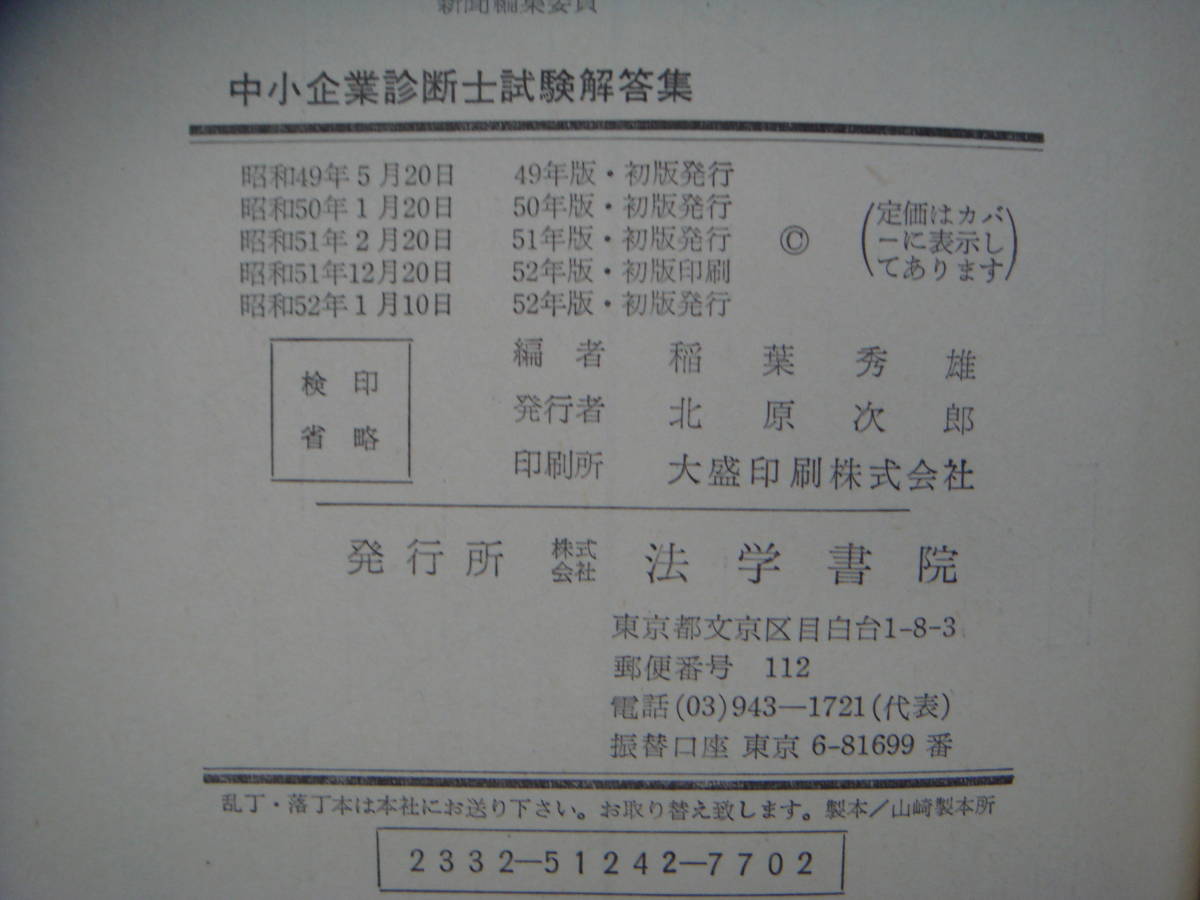 新聞編集委員
中小企業診断士試験解答集
昭和49年5月20日 49年版・初版発行
昭和50年1月20日 50年版・初版発行
昭和51年2月20日 51年版・初版発行
昭和51年12月20日 52年版・初版印刷
昭和52年1月10日 52年版・初版発行
©
(定価はカバ
ーに表示し
てあります)
検印
省略
編者 稲葉秀雄
発行者 北原次郎
印刷所 大盛印刷株式会社
発行所 株式会社 法学書院
東京都文京区目白台1-8-3
郵便番号 112
電話(03)943―1721(代表)
振替口座 東京 6-81699 番
乱丁・落丁本は本社にお送り下さい。お取り替え致します。製本/山崎製本所
2332―51242―7702